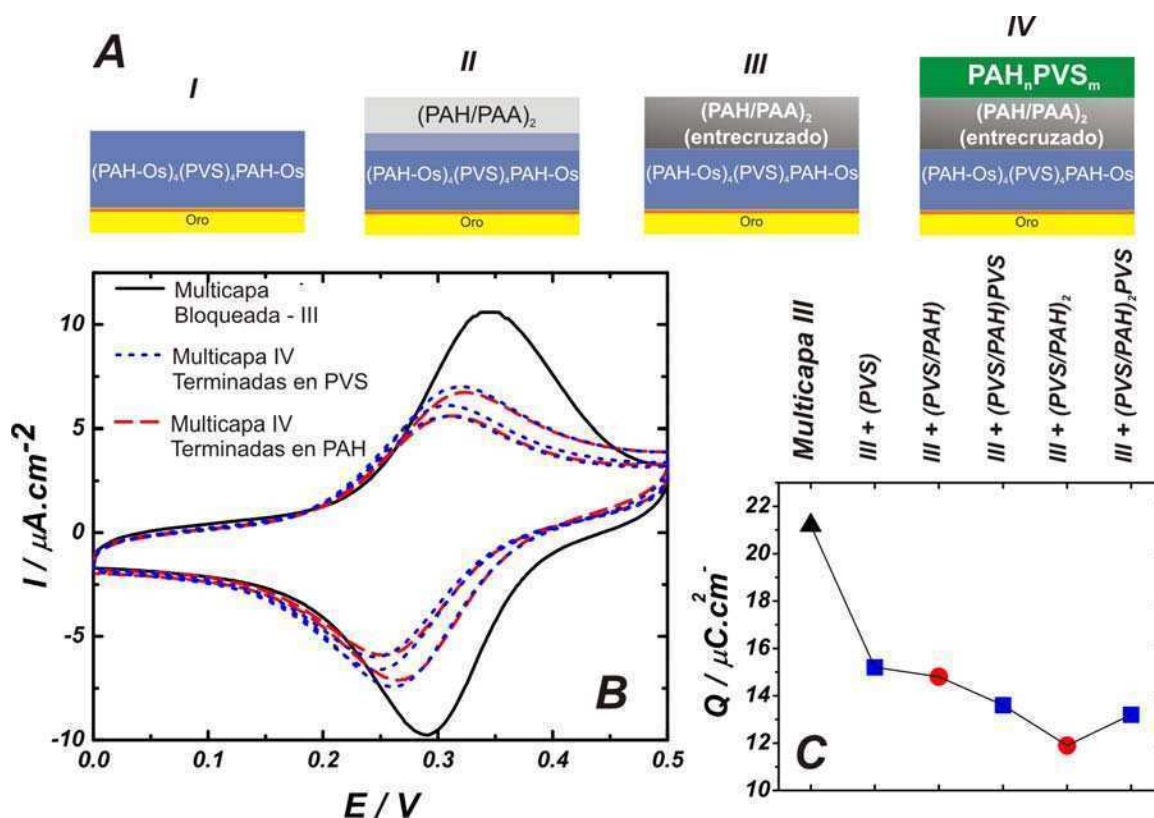 A
I
II
III
IV
(PAH-Os)₄(PVS)₄PAH-Os
Oro
(PAH/PAA)₂
(PAH-Os)₄(PVS)₄PAH-Os
Oro
(PAH/PAA)₂
(entrecruzado)
(PAH-Os)₄(PVS)₄PAH-Os
Oro
PAHₙPVSₘ
(PAH/PAA)₂
(entrecruzado)
(PAH-Os)₄(PVS)₄PAH-Os
Oro
Multicapa
Bloqueada - III
Multicapa IV
Terminadas en PVS
Multicapa IV
Terminadas en PAH
I / μA.cm-2
10
5
0
-5
-10
0.0
0.1
0.2
0.3
0.4
0.5
E / V
B
Multicapa III
III + (PVS)
III + (PVS/PAH)
III + (PVS/PAH)PVS
III + (PVS/PAH)₂
III + (PVS/PAH)₂PVS
Q / μC.cm²-
22
20
18
16
14
12
10
C